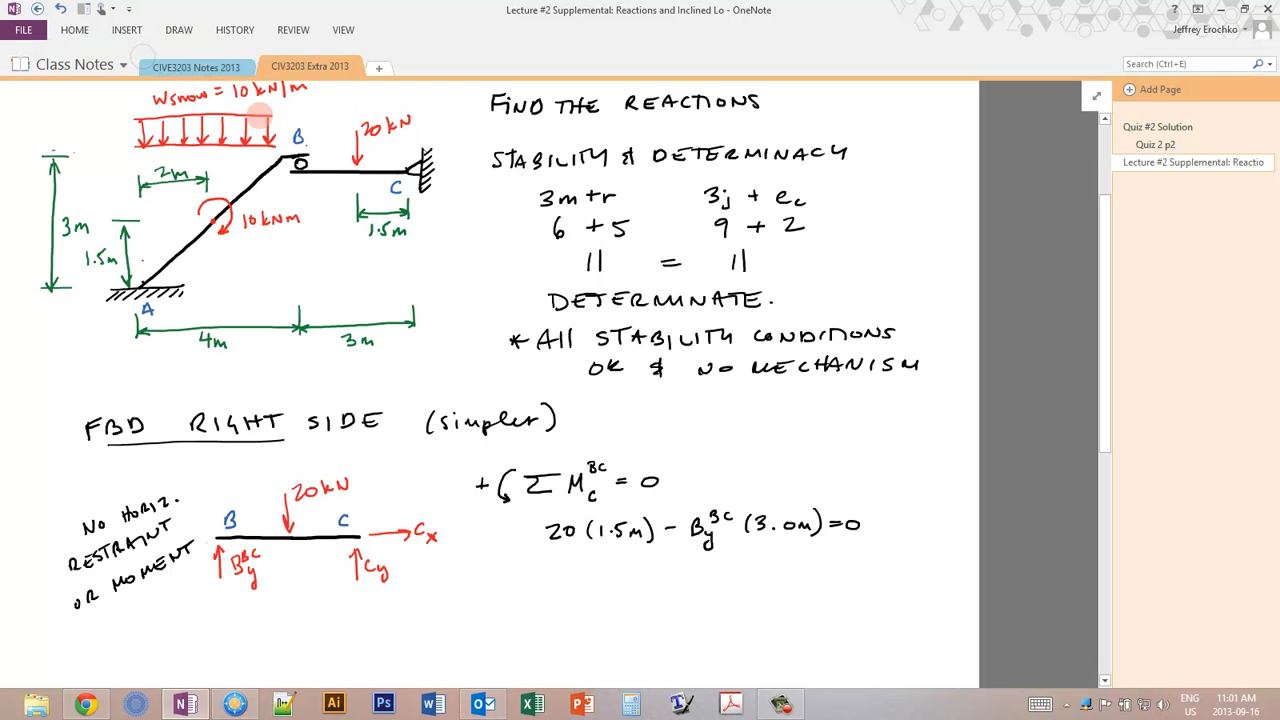 Lecture #2 Supplemental: Reactions and Inclined Lo - OneNote
FILE HOME INSERT DRAW HISTORY REVIEW VIEW
Jeffrey Erochko
Class Notes
CIVE3203 Notes 2013
CIV3203 Extra 2013
Search (Ctrl+E)
Add Page
Quiz #2 Solution
Quiz 2 p2
Lecture #2 Supplemental: Reactio
Wsnow = 10 kN/m
B
20 kN
C
2m
10 kNm
1.5m
3m
1.5m
A
4m
3m
FIND THE REACTIONS
STABILITY & DETERMINACY
3m + r 3j + ec
6 + 5 9 + 2
11 = 11
DETERMINATE.
* All STABILITY CONDITIONS
OK & NO MECHANISM
FBD RIGHT SIDE (simpler)
NO HORIZ.
RESTRAINT
OR MOMENT
20 kN
B C
Cx
By^BC Cy
+ Σ Mc^BC = 0
20 (1.5m) - By^BC (3.0m) = 0
Ai
Ps
ENG
US
11:01 AM
2013-09-16